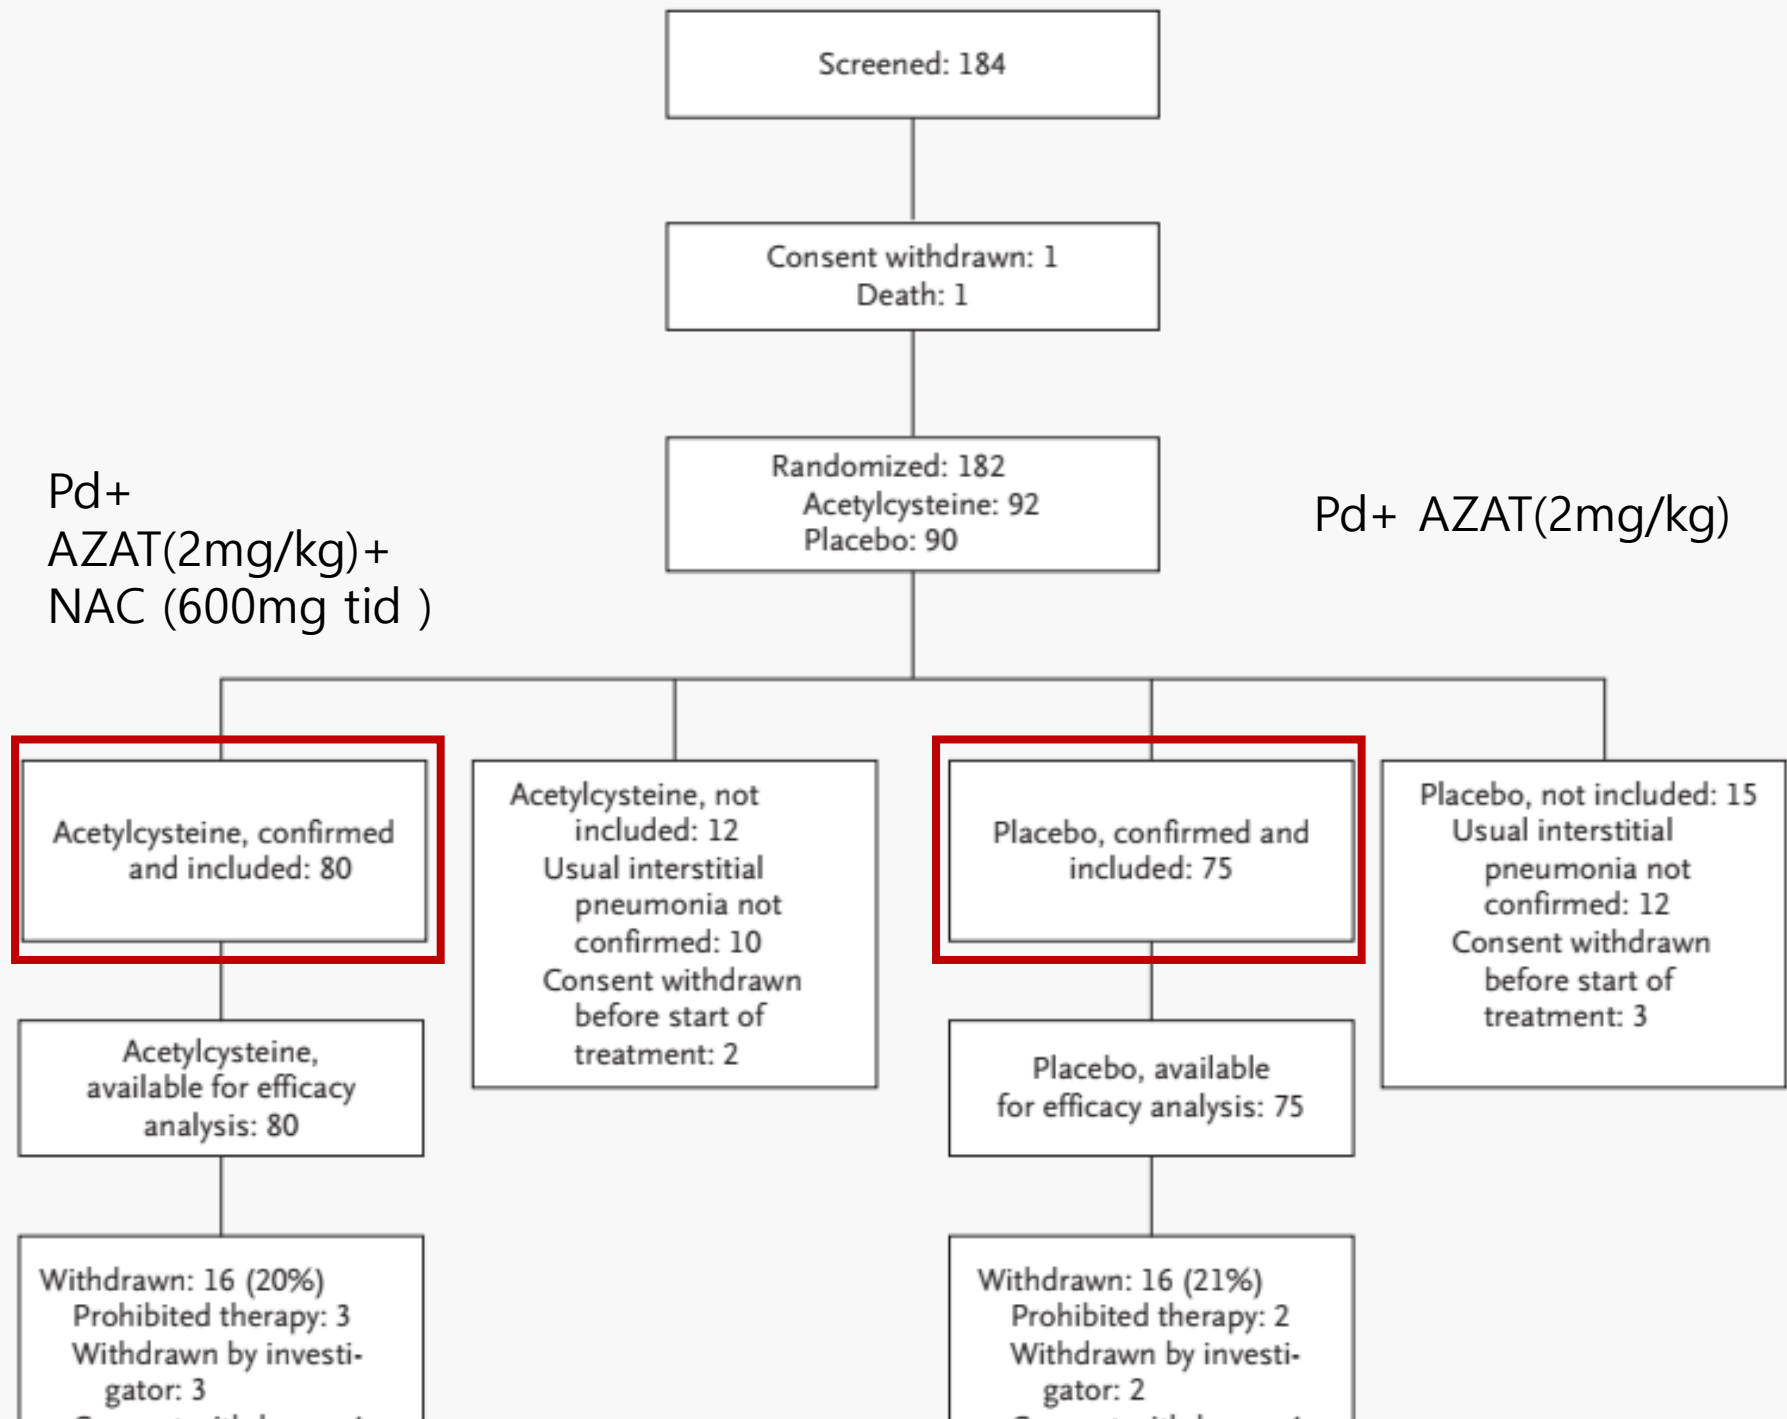 Screened: 184
Consent withdrawn: 1
Death: 1
Randomized: 182
Acetylcysteine: 92
Placebo: 90
Pd+
AZAT(2mg/kg)+
NAC (600mg tid )
Pd+ AZAT(2mg/kg)
Acetylcysteine, confirmed
and included: 80
Acetylcysteine, not
included: 12
Usual interstitial
pneumonia not
confirmed: 10
Consent withdrawn
before start of
treatment: 2
Placebo, confirmed and
included: 75
Placebo, not included: 15
Usual interstitial
pneumonia not
confirmed: 12
Consent withdrawn
before start of
treatment: 3
Acetylcysteine,
available for efficacy
analysis: 80
Placebo, available
for efficacy analysis: 75
Withdrawn: 16 (20%)
Prohibited therapy: 3
Withdrawn by investi-
gator: 3
Withdrawn: 16 (21%)
Prohibited therapy: 2
Withdrawn by investi-
gator: 2